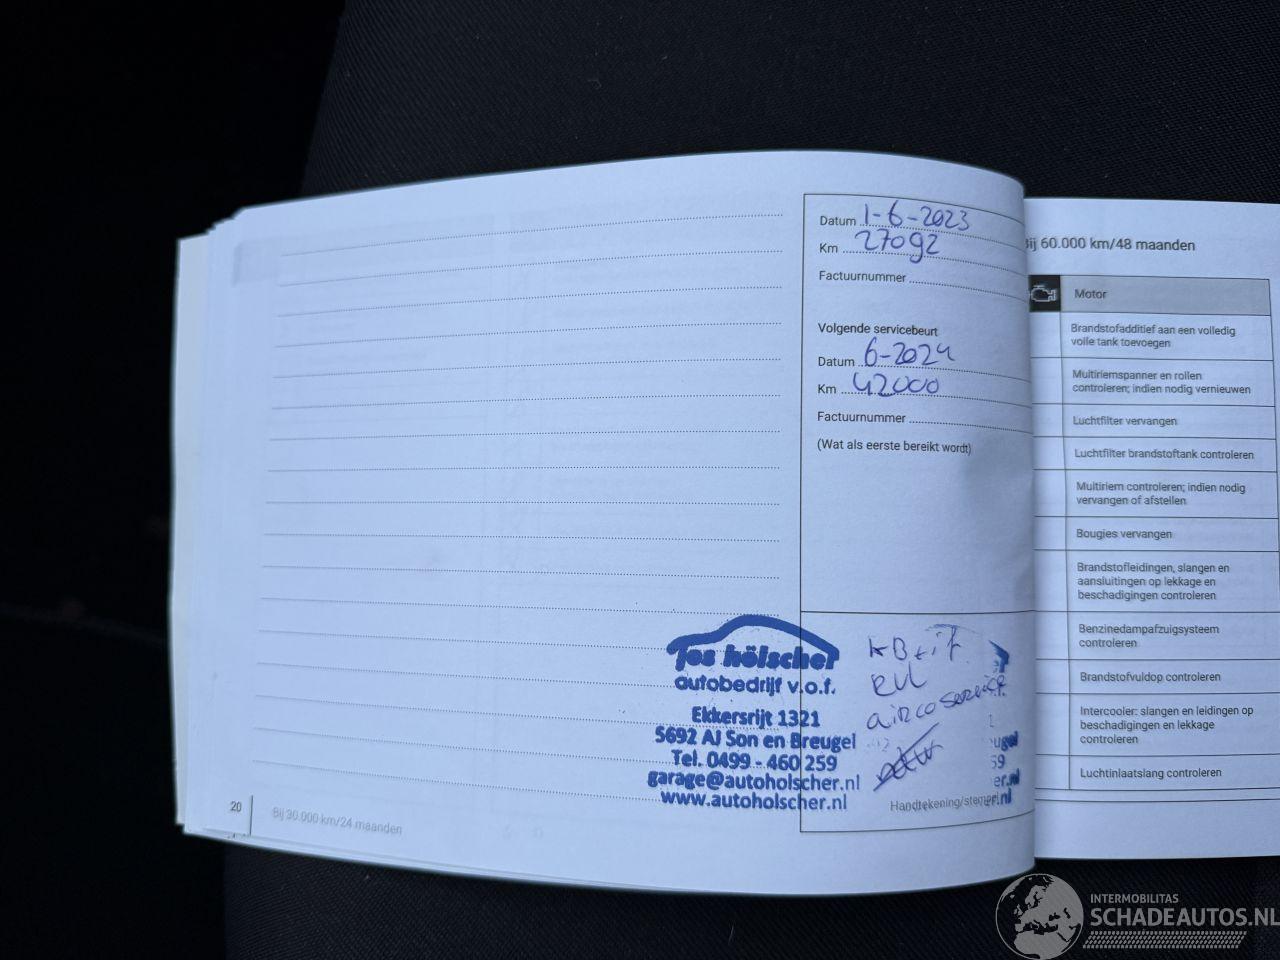 Datum 1-6-2023
Km 27092
Factuurnummer
Volgende servicebeurt
Datum 6-2024
Km 42000
Factuurnummer
(Wat als eerste bereikt wordt)
Jos hölscher
autobedrijf v.o.f.
Ekkersrijt 1321
5692 AJ Son en Breugel
Tel. 0499 - 460 259
garage@autoholscher.nl
www.autoholscher.nl
airco service
Handtekening/stempel
20
Bij 30.000 km/24 maanden
Bij 60.000 km/48 maanden
Motor
Brandstofadditief aan een volledig
volle tank toevoegen
Multiriemspanner en rollen
controleren; indien nodig vernieuwen
Luchtfilter vervangen
Luchtfilter brandstoftank controleren
Multiriem controleren; indien nodig
vervangen of afstellen
Bougies vervangen
Brandstofleidingen, slangen en
aansluitingen op lekkage en
beschadigingen controleren
Benzinedampafzuigsysteem
controleren
Brandstofvuldop controleren
Intercooler: slangen en leidingen op
beschadigingen en lekkage
controleren
Luchtinlaatslang controleren
INTERMOBILITAS
SCHADEAUTOS.NL